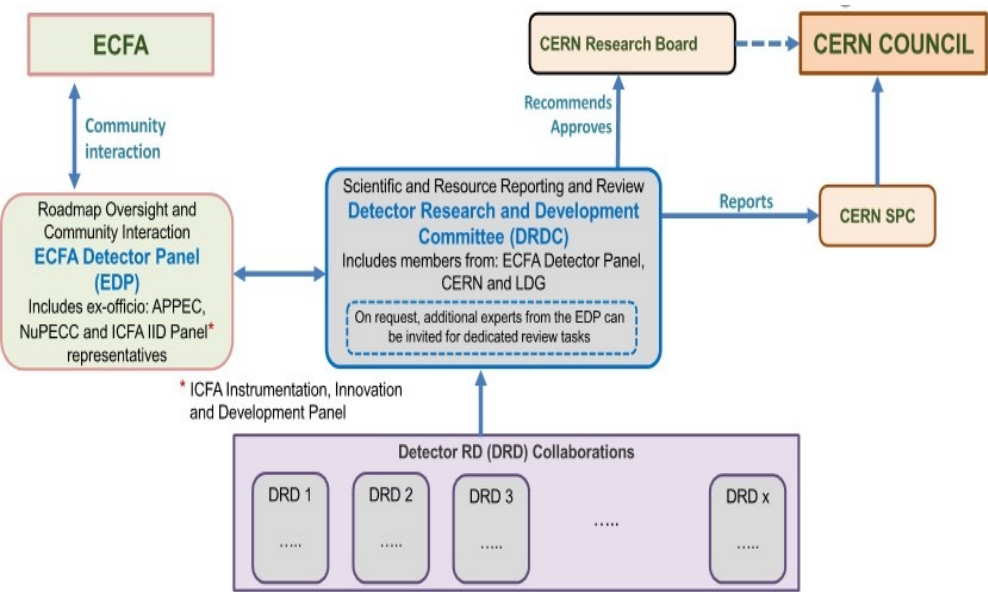 ECFA
CERN Research Board
CERN COUNCIL
Community
interaction
Recommends
Approves
Roadmap Oversight and
Community Interaction
ECFA Detector Panel
(EDP)
Includes ex-officio: APPEC,
NuPECC and ICFA IID Panel*
representatives
Scientific and Resource Reporting and Review
Detector Research and Development
Committee (DRDC)
Includes members from: ECFA Detector Panel,
CERN and LDG
On request, additional experts from the EDP can
be invited for dedicated review tasks
Reports
CERN SPC
* ICFA Instrumentation, Innovation
and Development Panel
Detector RD (DRD) Collaborations
DRD 1
.....
DRD 2
.....
DRD 3
.....
.....
DRD x
.....